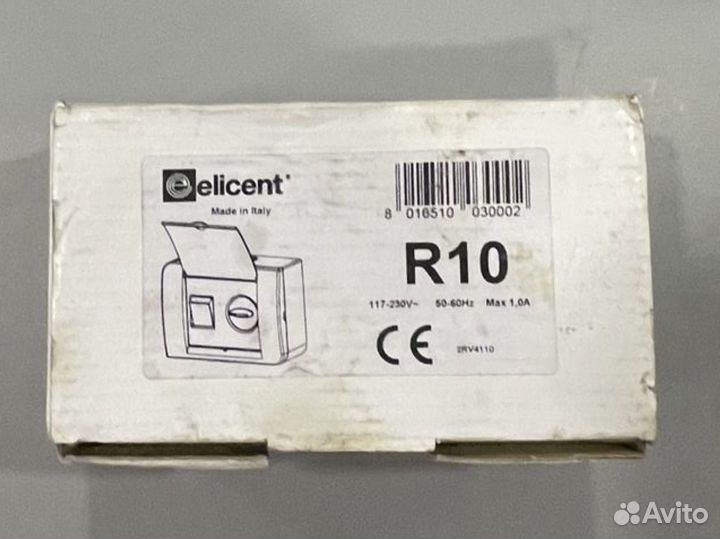 elicent
Made in Italy
8 016510 030002
R10
117-230V~ 50-60Hz Max 1,0A
CE
2RV4110
Avito